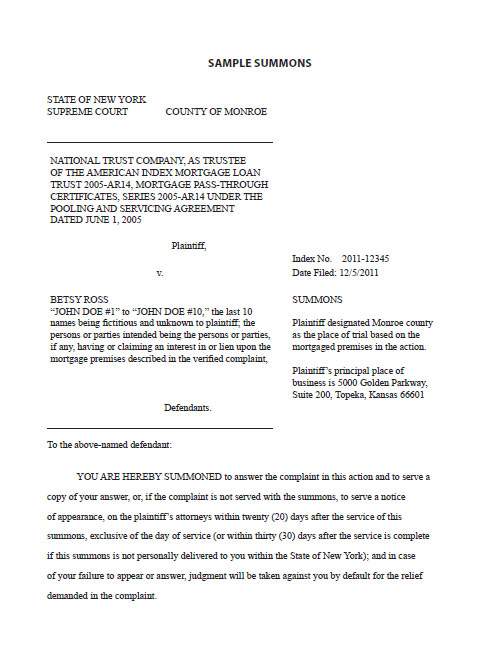 SAMPLE SUMMONS
STATE OF NEW YORK
SUPREME COURT COUNTY OF MONROE
NATIONAL TRUST COMPANY, AS TRUSTEE
OF THE AMERICAN INDEX MORTGAGE LOAN
TRUST 2005-AR14, MORTGAGE PASS-THROUGH
CERTIFICATES, SERIES 2005-AR14 UNDER THE
POOLING AND SERVICING AGREEMENT
DATED JUNE 1, 2005
Plaintiff,
v.
BETSY ROSS
“JOHN DOE #1” to “JOHN DOE #10,” the last 10
names being fictitious and unknown to plaintiff; the
persons or parties intended being the persons or parties,
if any, having or claiming an interest in or lien upon the
mortgage premises described in the verified complaint,
Defendants.
Index No. 2011-12345
Date Filed: 12/5/2011
SUMMONS
Plaintiff designated Monroe county
as the place of trial based on the
mortgaged premises in the action.
Plaintiff’s principal place of
business is 5000 Golden Parkway,
Suite 200, Topeka, Kansas 66601
To the above-named defendant:
YOU ARE HEREBY SUMMONED to answer the complaint in this action and to serve a
copy of your answer, or, if the complaint is not served with the summons, to serve a notice
of appearance, on the plaintiff’s attorneys within twenty (20) days after the service of this
summons, exclusive of the day of service (or within thirty (30) days after the service is complete
if this summons is not personally delivered to you within the State of New York); and in case
of your failure to appear or answer, judgment will be taken against you by default for the relief
demanded in the complaint.